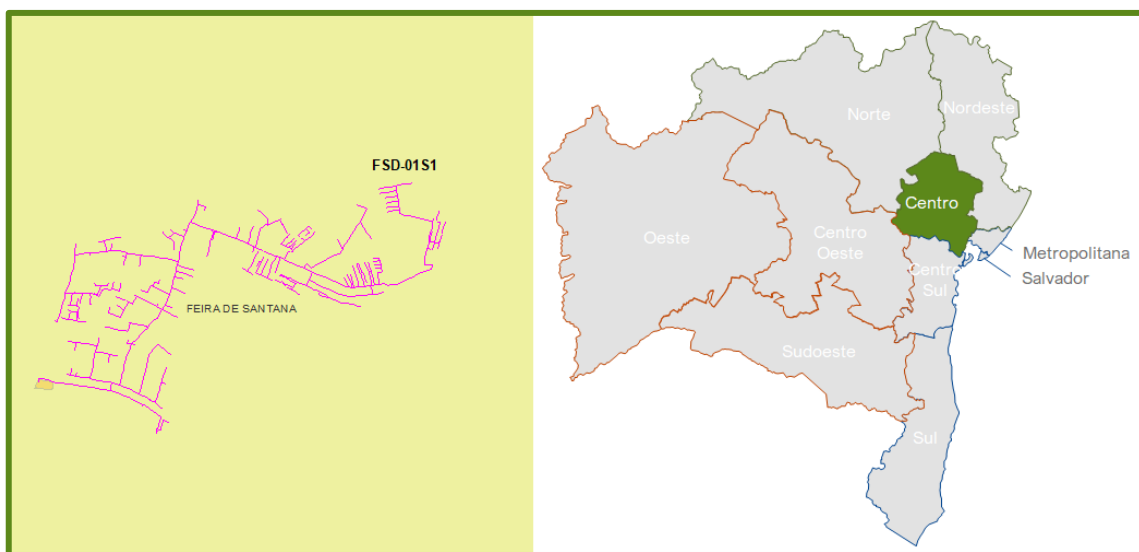 FSD-01S1
FEIRA DE SANTANA
Norte
Nordeste
Centro
Oeste
Centro
Oeste
Metropolitana
Salvador
Centro
Sul
Sudoeste
Sul